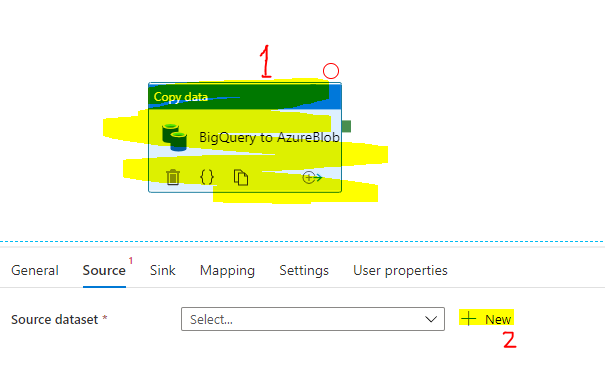 1
Copy data
BigQuery to AzureBlob
{}
General Source 1 Sink Mapping Settings User properties
Source dataset * Select... + New
2